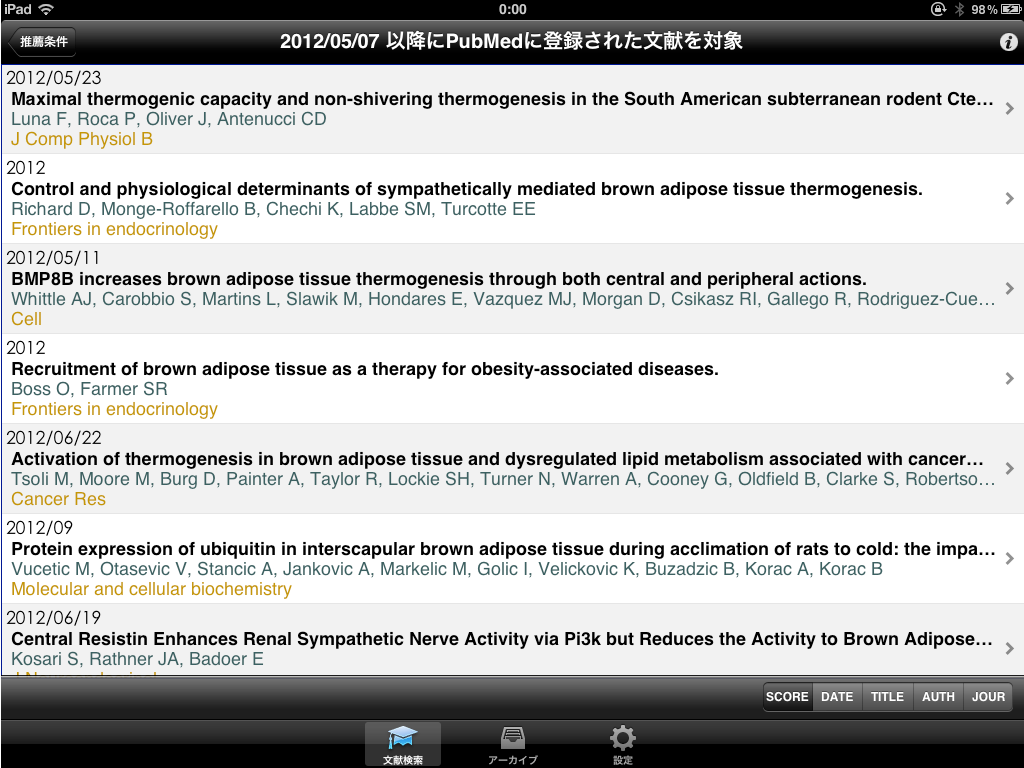 iPad 0:00 98%
推薦条件 2012/05/07 以降にPubMedに登録された文献を対象
2012/05/23
Maximal thermogenic capacity and non-shivering thermogenesis in the South American subterranean rodent Cte…
Luna F, Roca P, Oliver J, Antenucci CD
J Comp Physiol B
2012
Control and physiological determinants of sympathetically mediated brown adipose tissue thermogenesis.
Richard D, Monge-Roffarello B, Chechi K, Labbe SM, Turcotte EE
Frontiers in endocrinology
2012/05/11
BMP8B increases brown adipose tissue thermogenesis through both central and peripheral actions.
Whittle AJ, Carobbio S, Martins L, Slawik M, Hondares E, Vazquez MJ, Morgan D, Csikasz RI, Gallego R, Rodriguez-Cue…
Cell
2012
Recruitment of brown adipose tissue as a therapy for obesity-associated diseases.
Boss O, Farmer SR
Frontiers in endocrinology
2012/06/22
Activation of thermogenesis in brown adipose tissue and dysregulated lipid metabolism associated with cancer…
Tsoli M, Moore M, Burg D, Painter A, Taylor R, Lockie SH, Turner N, Warren A, Cooney G, Oldfield B, Clarke S, Robertso…
Cancer Res
2012/09
Protein expression of ubiquitin in interscapular brown adipose tissue during acclimation of rats to cold: the impa…
Vucetic M, Otasevic V, Stancic A, Jankovic A, Markelic M, Golic I, Velickovic K, Buzadzic B, Korac A, Korac B
Molecular and cellular biochemistry
2012/06/19
Central Resistin Enhances Renal Sympathetic Nerve Activity via Pi3k but Reduces the Activity to Brown Adipose…
Kosari S, Rathner JA, Badoer E
SCORE DATE TITLE AUTH JOUR
文献検索 アーカイブ 設定